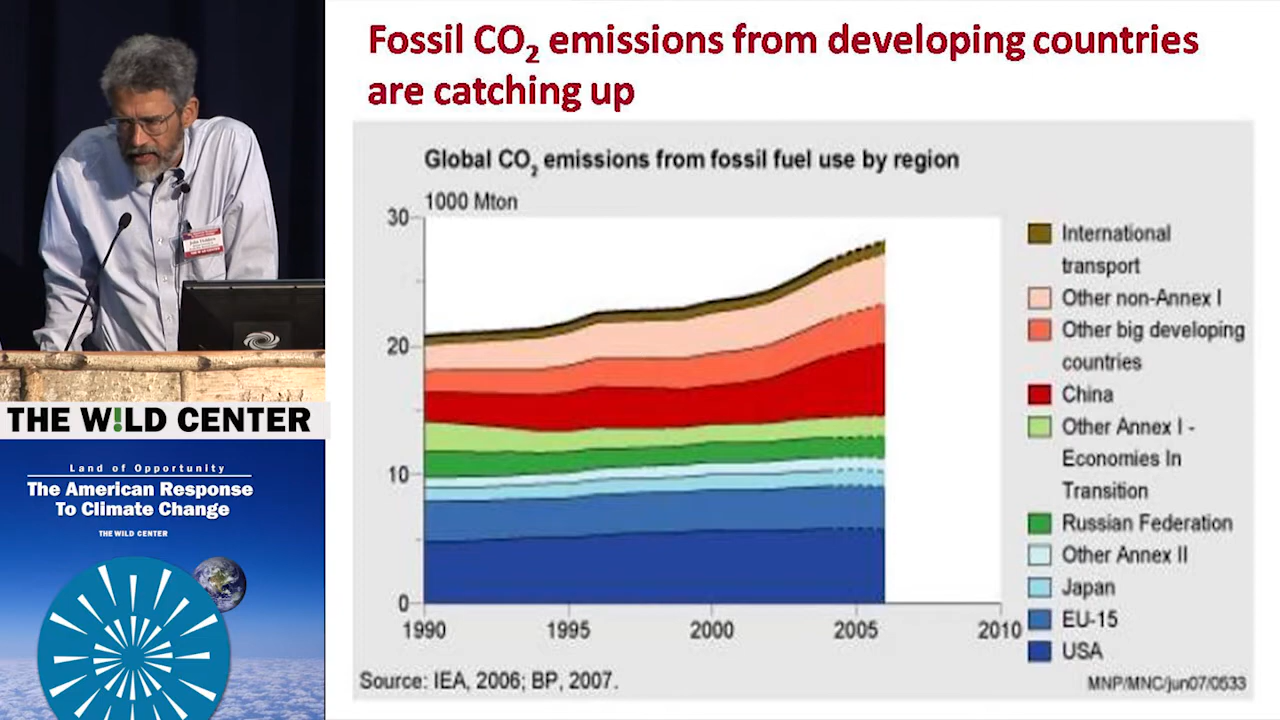 Fossil CO₂ emissions from developing countries
are catching up
Global CO₂ emissions from fossil fuel use by region
1000 Mton
30
20
10
0
1990 1995 2000 2005 2010
International
transport
Other non-Annex I
Other big developing
countries
China
Other Annex I -
Economies In
Transition
Russian Federation
Other Annex II
Japan
EU-15
USA
Source: IEA, 2006; BP, 2007.
MNP/MNC/jun07/0533
THE W!LD CENTER
Land of Opportunity
The American Response
To Climate Change
THE WILD CENTER